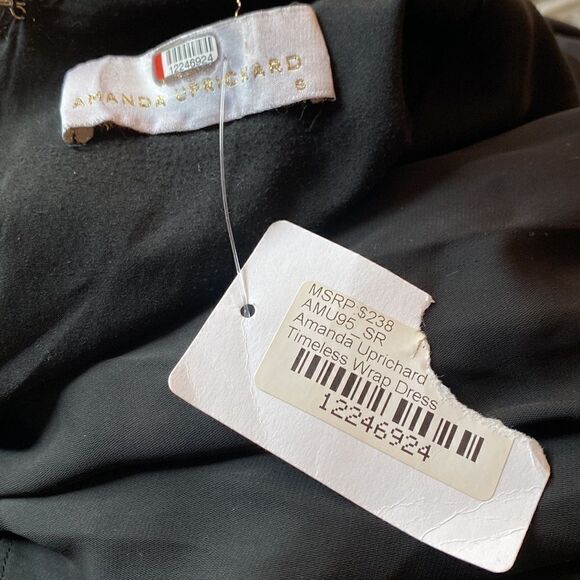 12246924
AMANDA UPRICHARD
S
MSRP:$238
AMU95 SR
Amanda Uprichard
Timeless Wrap Dress
12246924